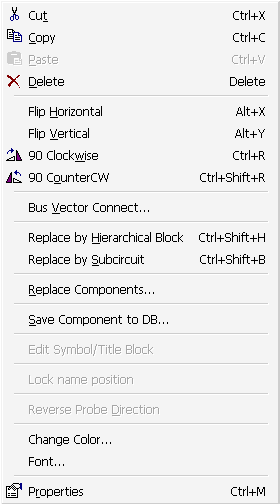 Cut Ctrl+X
Copy Ctrl+C
Paste Ctrl+V
Delete Delete
Flip Horizontal Alt+X
Flip Vertical Alt+Y
90 Clockwise Ctrl+R
90 CounterCW Ctrl+Shift+R
Bus Vector Connect...
Replace by Hierarchical Block Ctrl+Shift+H
Replace by Subcircuit Ctrl+Shift+B
Replace Components...
Save Component to DB...
Edit Symbol/Title Block
Lock name position
Reverse Probe Direction
Change Color...
Font...
Properties Ctrl+M